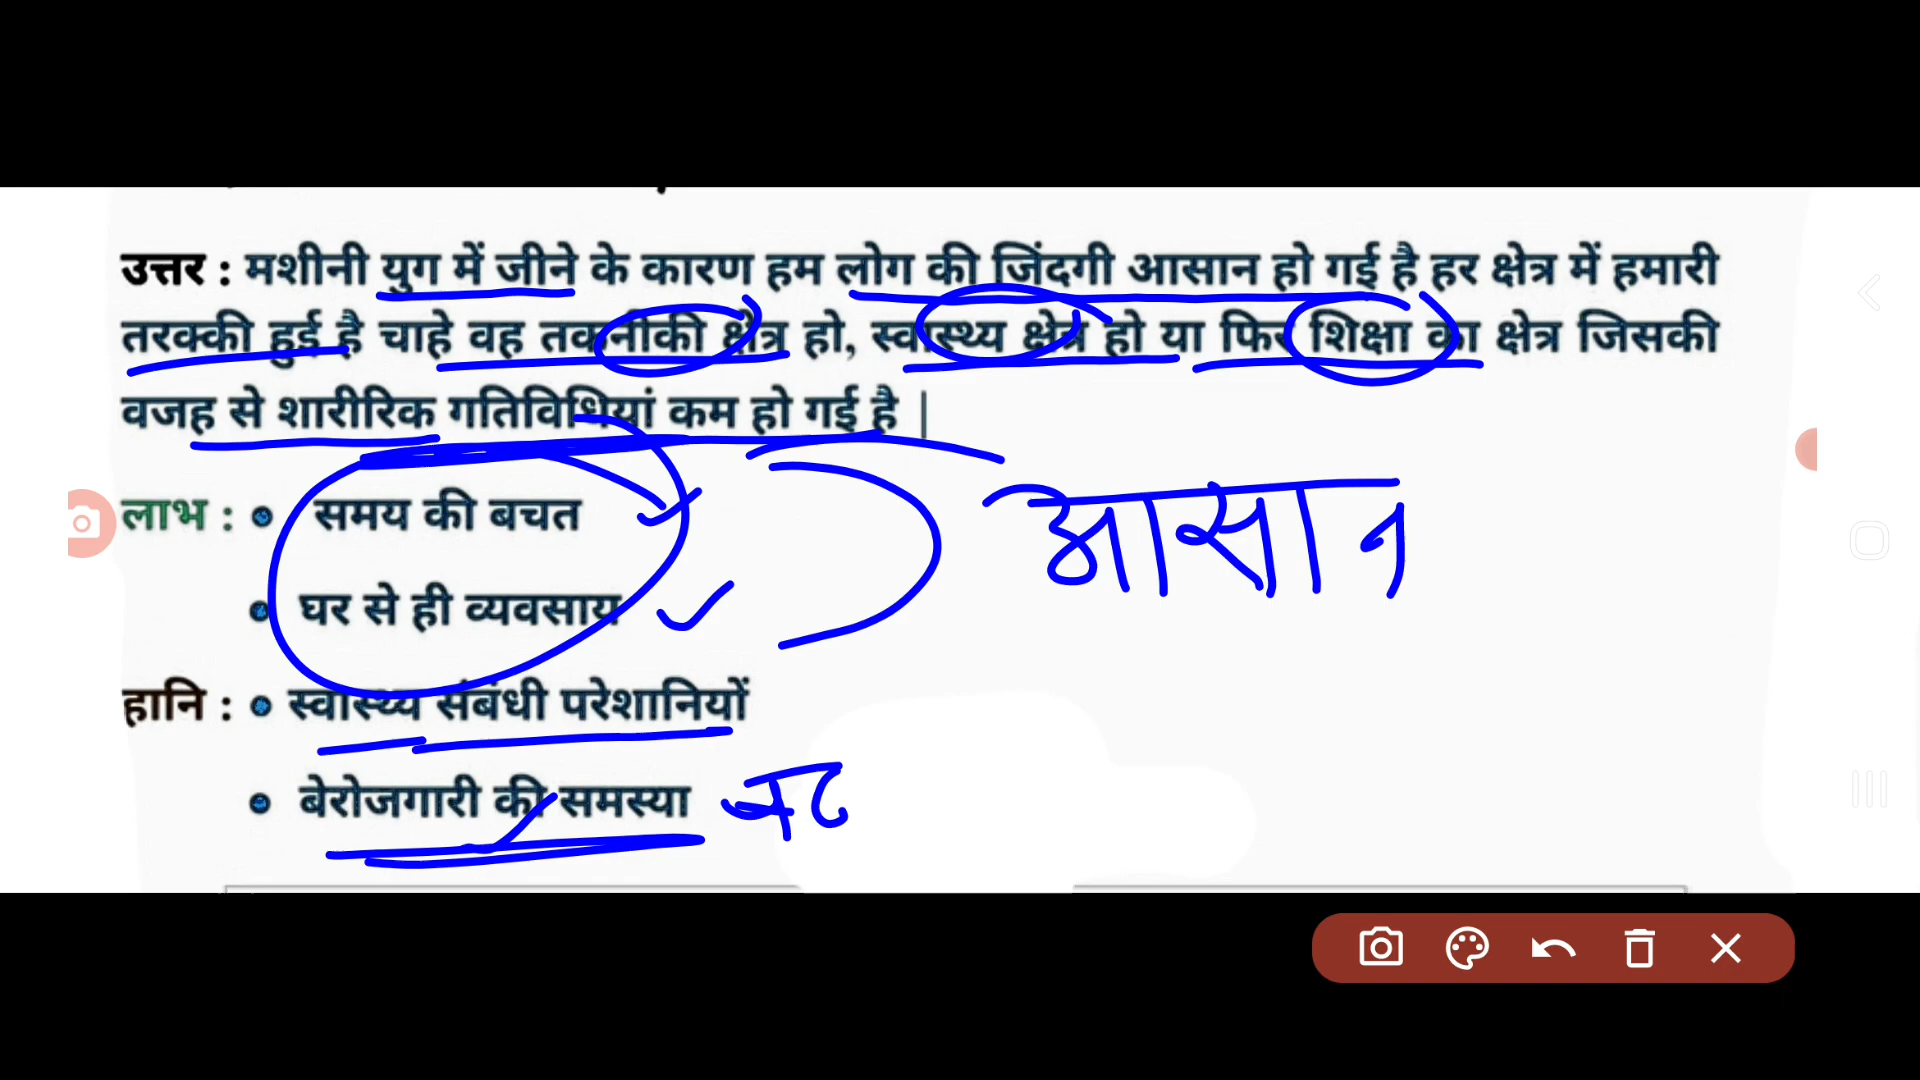 उत्तर : मशीनी युग में जीने के कारण हम लोग की जिंदगी आसान हो गई है हर क्षेत्र में हमारी
तरक्की हुई है चाहे वह तकनीकी क्षेत्र हो, स्वास्थ्य क्षेत्र हो या फिर शिक्षा का क्षेत्र जिसकी
वजह से शारीरिक गतिविधियां कम हो गई है |
लाभ : • समय की बचत
आसान
• घर से ही व्यवसाय
हानि : • स्वास्थ्य संबंधी परेशानियों
• बेरोजगारी की समस्या